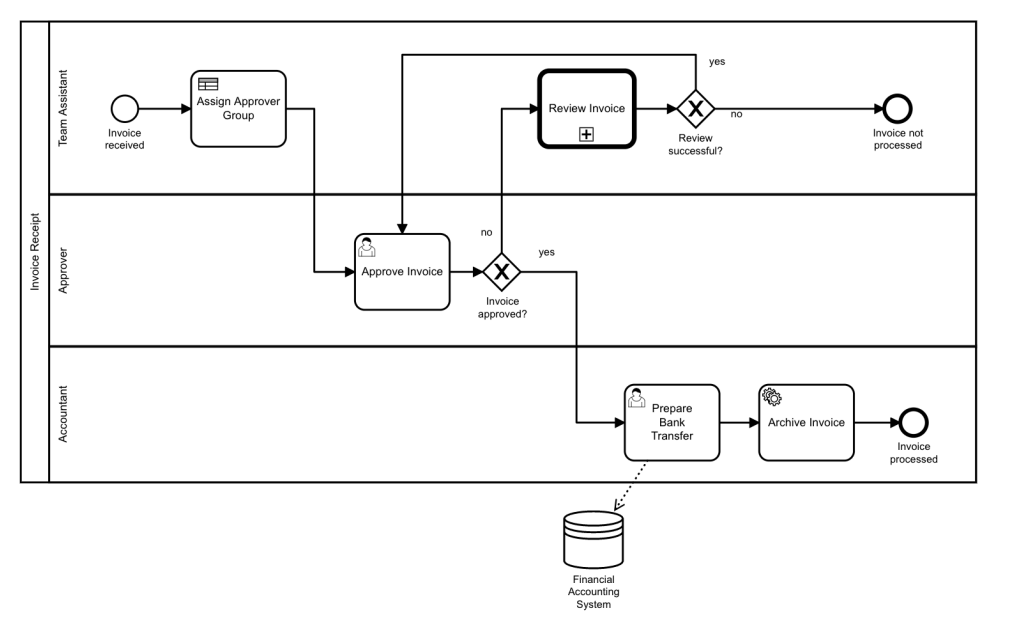 Invoice Receipt
Team Assistant
Invoice
received
Assign Approver
Group
Review Invoice
yes
no
Review
successful?
Invoice not
processed
Approver
Approve Invoice
no
yes
Invoice
approved?
Accountant
Prepare
Bank
Transfer
Archive Invoice
Invoice
processed
Financial
Accounting
System